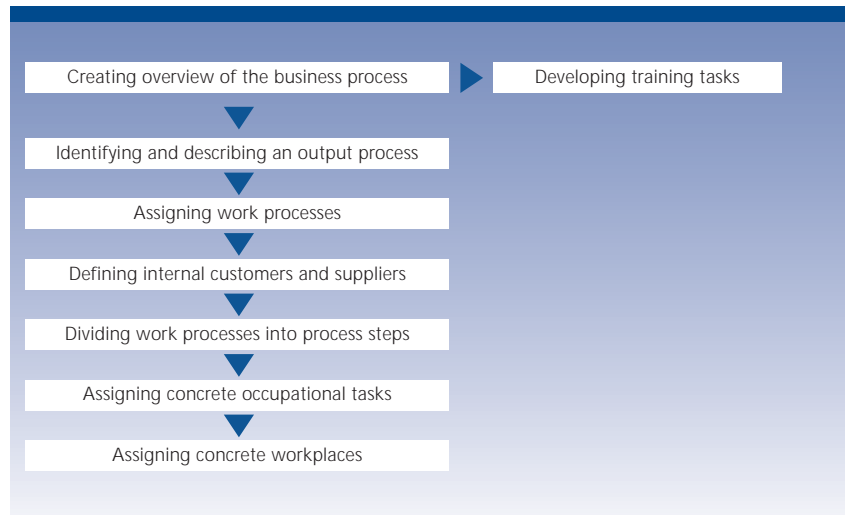 Creating overview of the business process
Developing training tasks
Identifying and describing an output process
Assigning work processes
Defining internal customers and suppliers
Dividing work processes into process steps
Assigning concrete occupational tasks
Assigning concrete workplaces